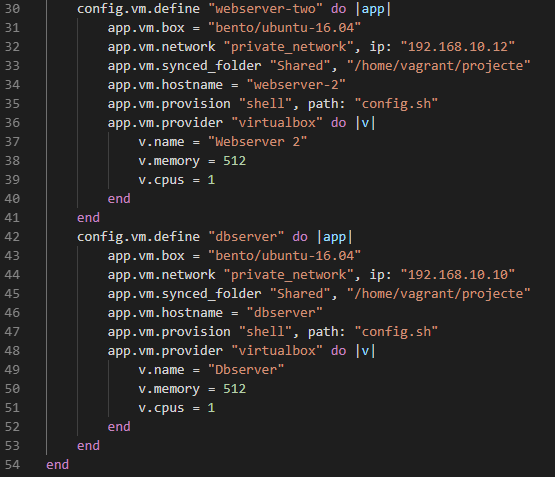 30 config.vm.define "webserver-two" do |app|
31 app.vm.box = "bento/ubuntu-16.04"
32 app.vm.network "private_network", ip: "192.168.10.12"
33 app.vm.synced_folder "Shared", "/home/vagrant/projecte"
34 app.vm.hostname = "webserver-2"
35 app.vm.provision "shell", path: "config.sh"
36 app.vm.provider "virtualbox" do |v|
37 v.name = "Webserver 2"
38 v.memory = 512
39 v.cpus = 1
40 end
41 end
42 config.vm.define "dbserver" do |app|
43 app.vm.box = "bento/ubuntu-16.04"
44 app.vm.network "private_network", ip: "192.168.10.10"
45 app.vm.synced_folder "Shared", "/home/vagrant/projecte"
46 app.vm.hostname = "dbserver"
47 app.vm.provision "shell", path: "config.sh"
48 app.vm.provider "virtualbox" do |v|
49 v.name = "Dbserver"
50 v.memory = 512
51 v.cpus = 1
52 end
53 end
54 end